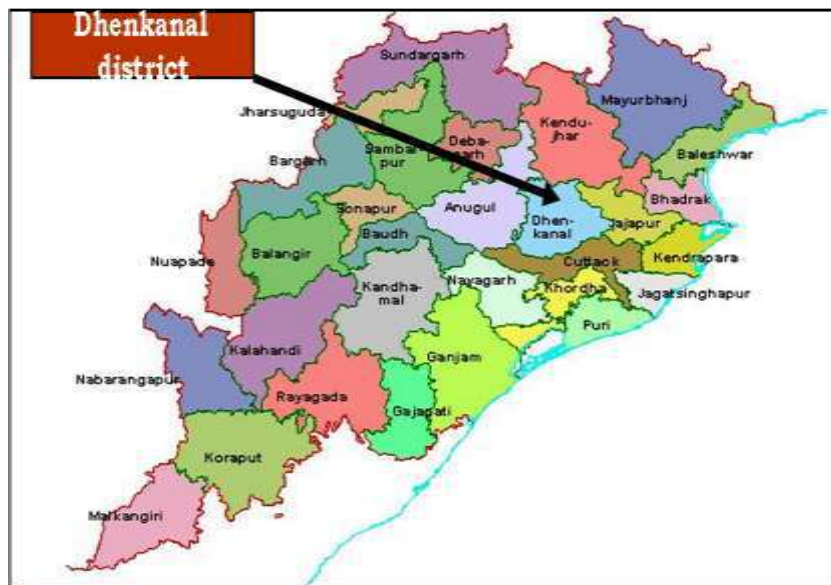 Dhenkanal
district
Sundargarh
Mayurbhanj
Jharsuguda
Kendu-
jhar
Deba-
garh
Sambal-
pur
Baleshwar
Bargarh
Bhadrak
Sonapur
Anugul
Dhen-
kanal
Jajapur
Baudh
Balangir
Cuttack
Kendrapara
Nuapade
Nayagarh
Kandha-
mal
Khordha
Jagatsinghapur
Puri
Kalahandi
Ganjam
Nabarangapur
Rayagada
Gajapati
Koraput
Malkangiri